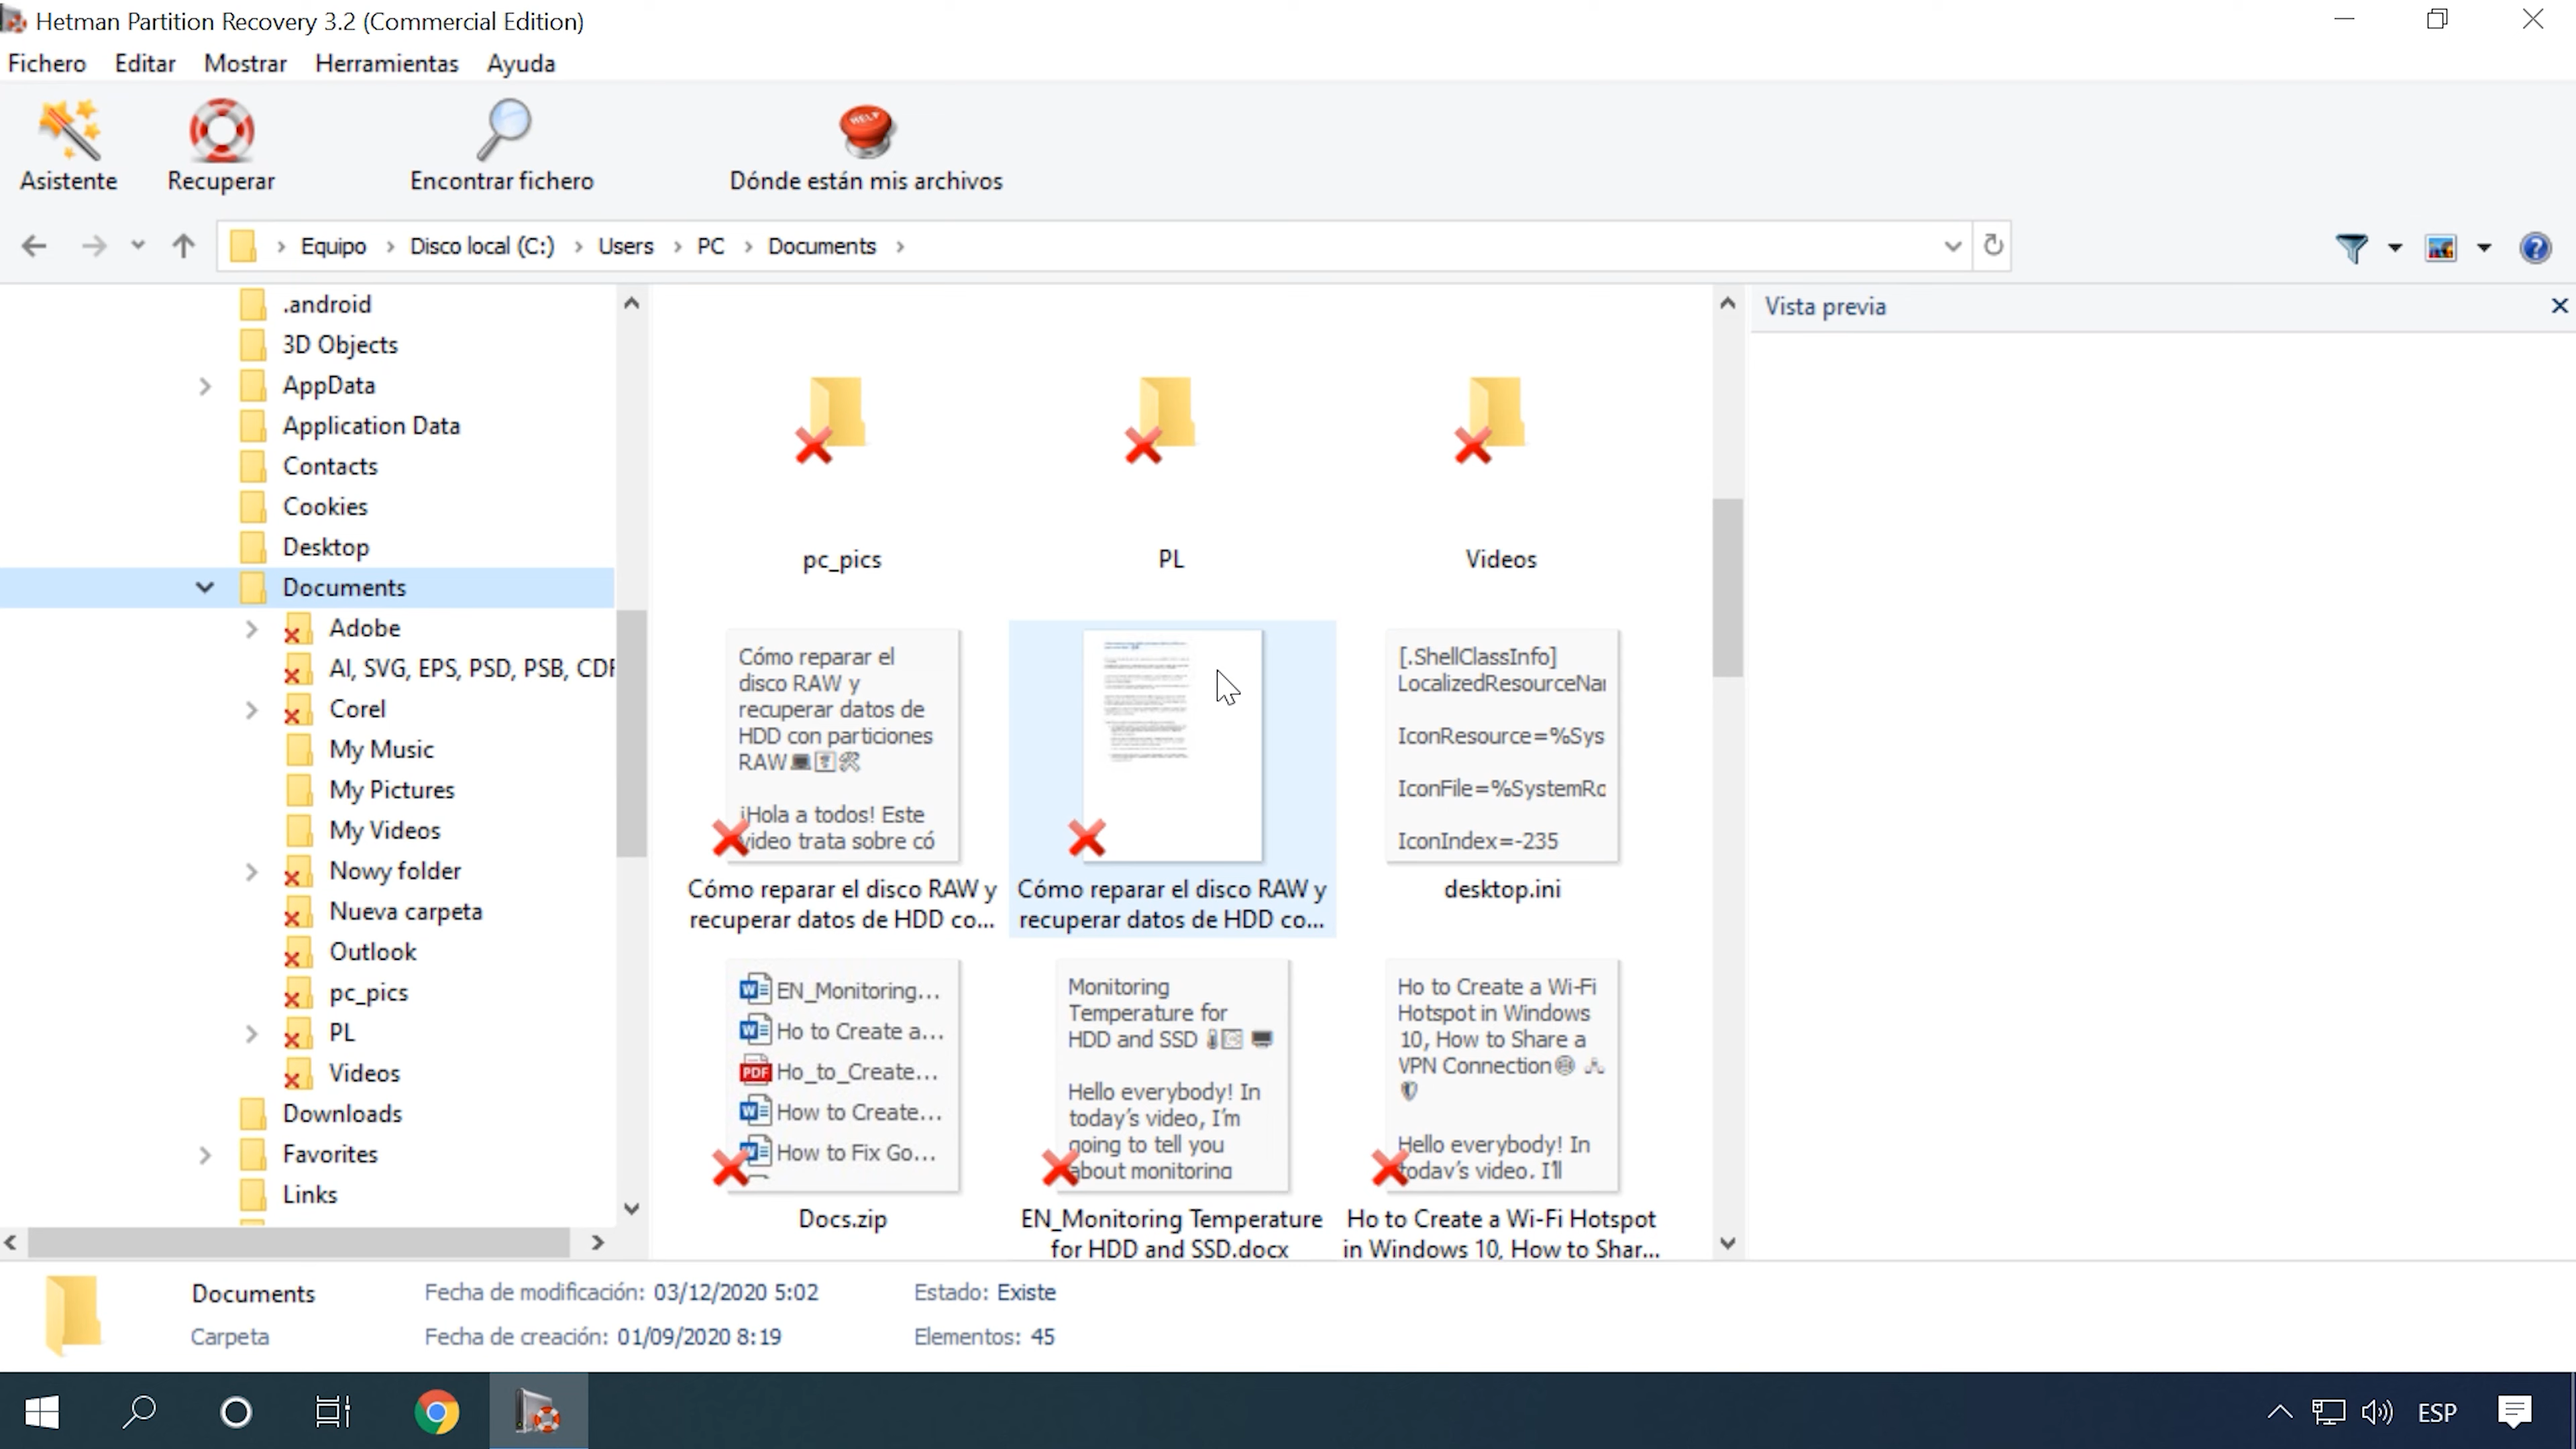 Hetman Partition Recovery 3.2 (Commercial Edition)
Fichero Editar Mostrar Herramientas Ayuda
HELP
Asistente Recuperar Encontrar fichero Dónde están mis archivos
Equipo Disco local (C:) Users PC Documents
.android
3D Objects
AppData
Application Data
Contacts
Cookies
Desktop
Documents
Adobe
AI, SVG, EPS, PSD, PSB, CDF
Corel
My Music
My Pictures
My Videos
Nowy folder
Nueva carpeta
Outlook
pc_pics
PL
Videos
Downloads
Favorites
Links
pc_pics PL Videos
Cómo reparar el
disco RAW y
recuperar datos de
HDD con particiones
RAW
¡Hola a todos! Este
video trata sobre có
Cómo reparar el disco RAW y
recuperar datos de HDD co...
Cómo reparar el disco RAW y
recuperar datos de HDD co...
[.ShellClassInfo]
LocalizedResourceNar
IconResource=%Sys
IconFile=%SystemRo
IconIndex=-235
desktop.ini
EN_Monitoring...
Ho to Create a...
PDF Ho_to_Create...
How to Create...
How to Fix Go...
Docs.zip
Monitoring
Temperature for
HDD and SSD
Hello everybody! In
today's video, I'm
going to tell you
about monitoring
EN_Monitoring Temperature
for HDD and SSD.docx
Ho to Create a Wi-Fi
Hotspot in Windows
10, How to Share a
VPN Connection
Hello everybody! In
today's video, I'll
Ho to Create a Wi-Fi Hotspot
in Windows 10, How to Shar...
Vista previa
Documents
Carpeta
Fecha de modificación: 03/12/2020 5:02
Fecha de creación: 01/09/2020 8:19
Estado: Existe
Elementos: 45
ESP